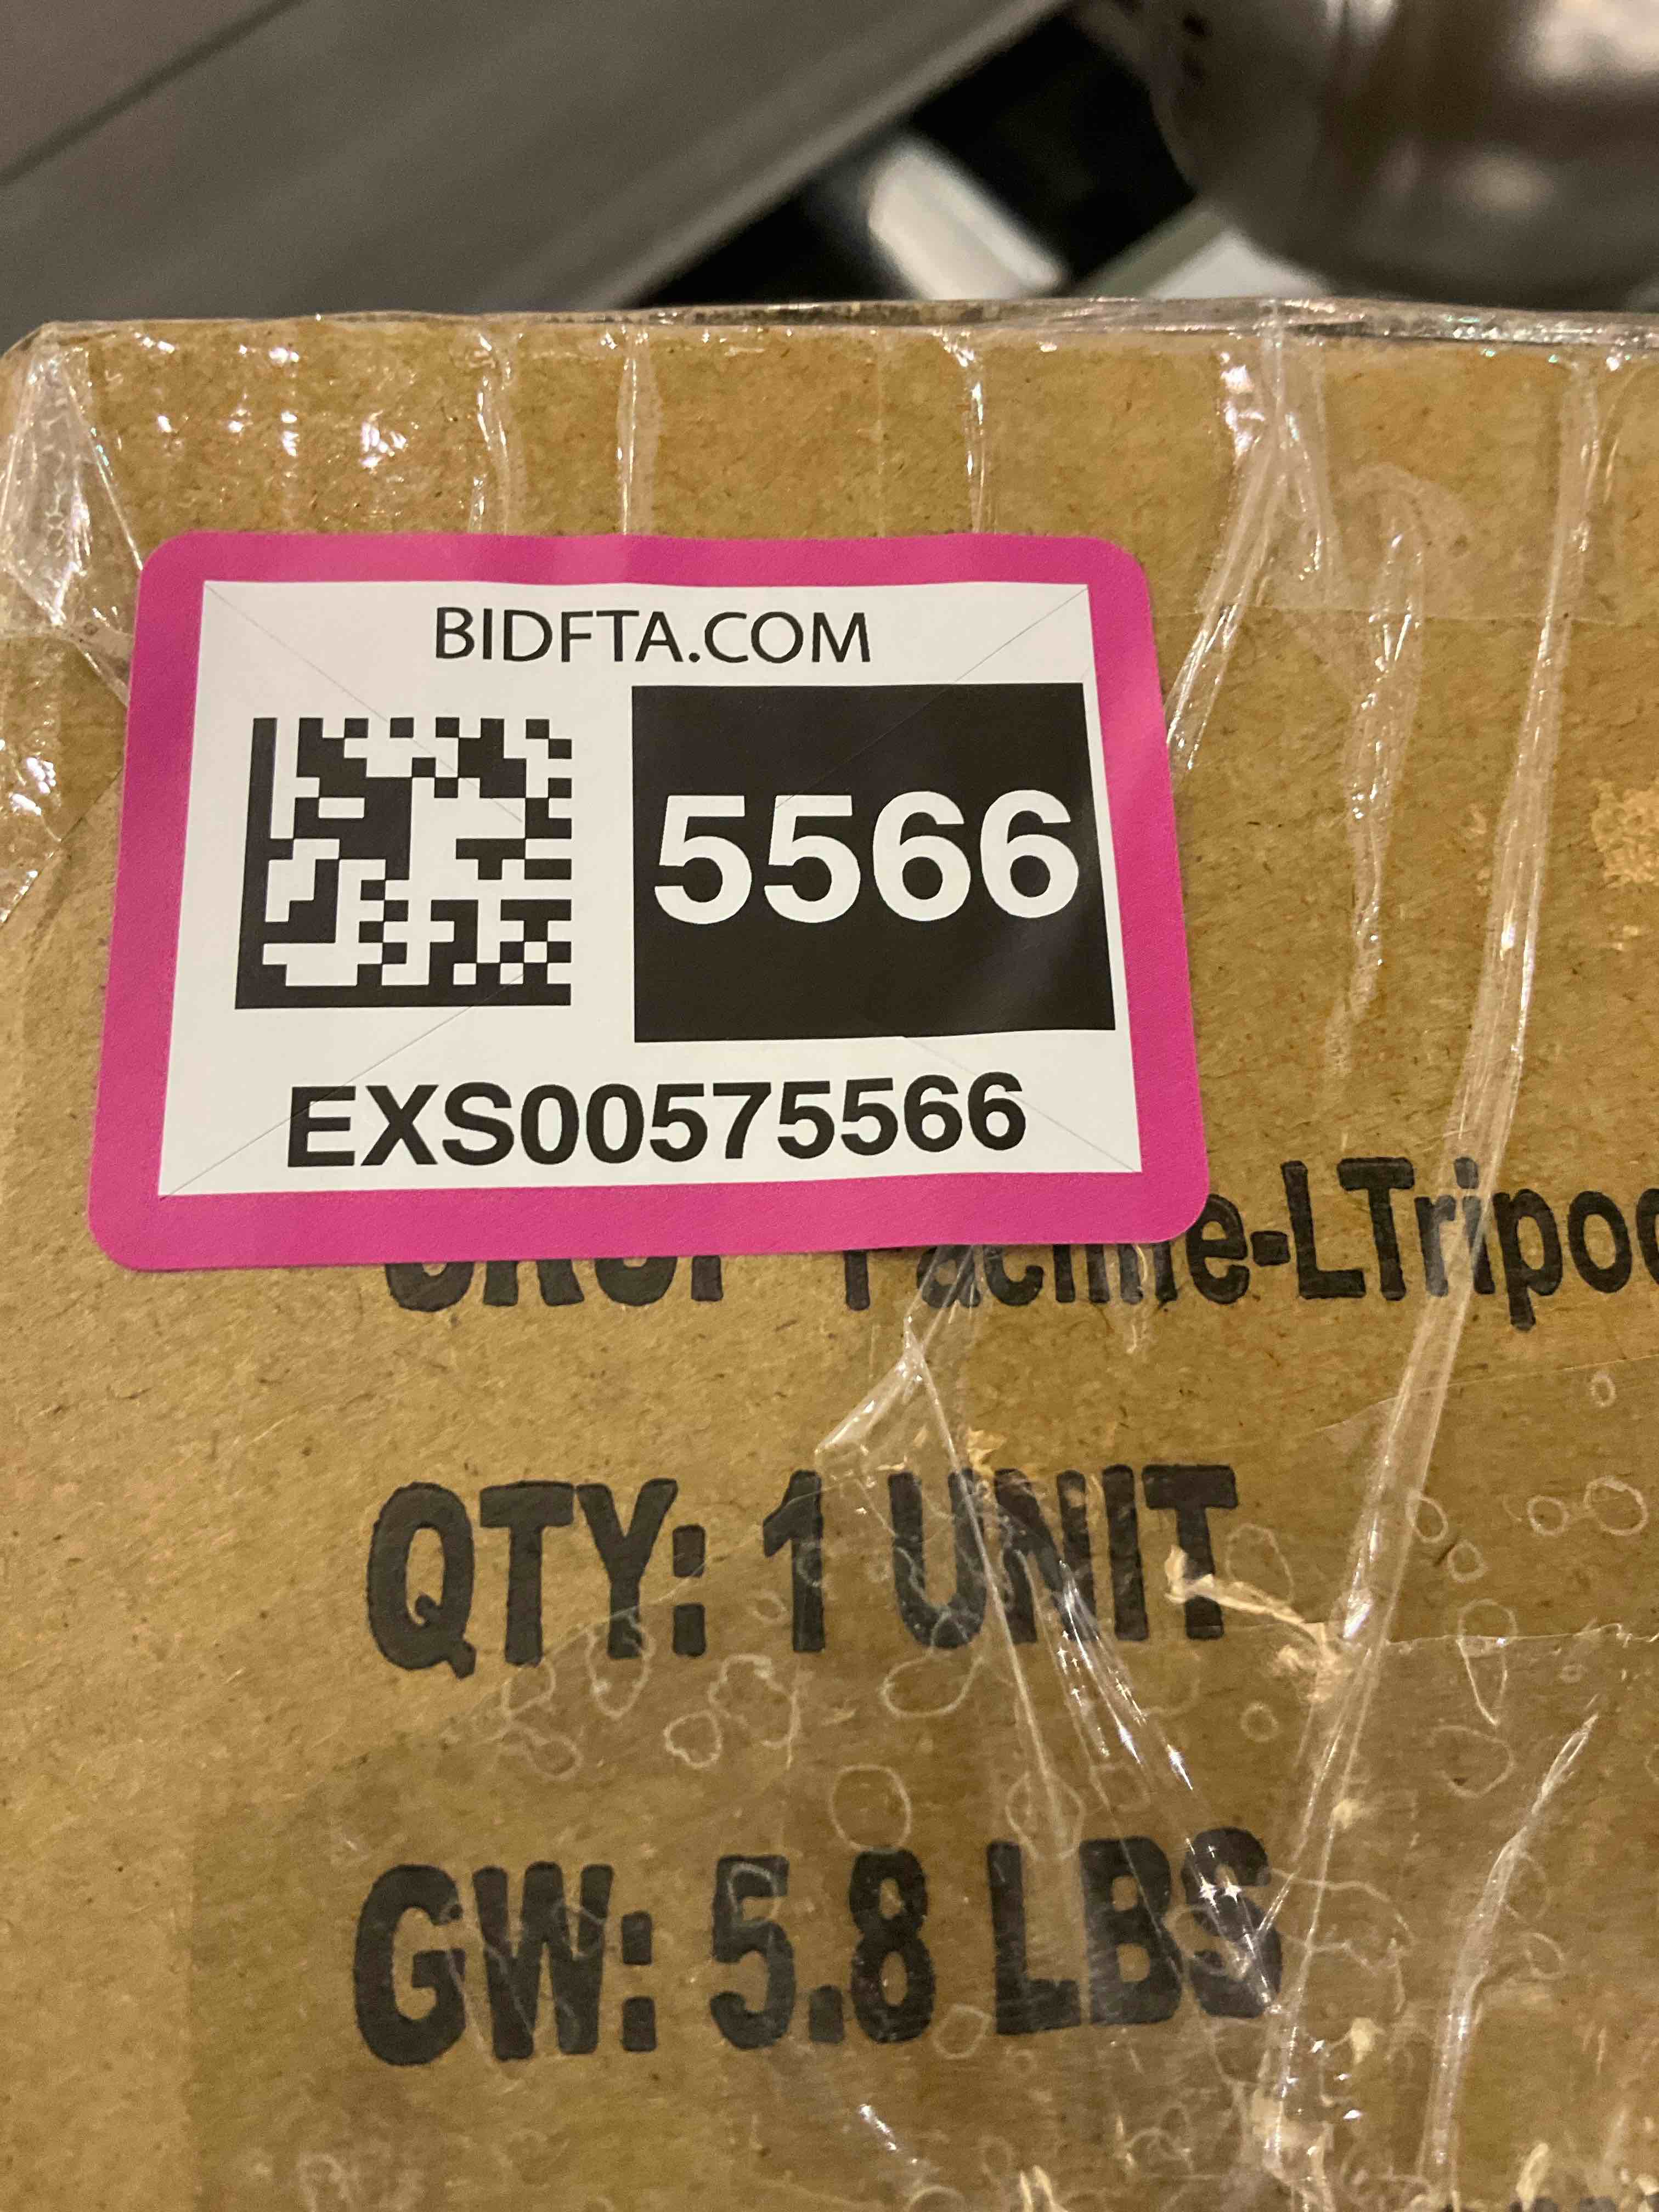 BIDFTA.COM
5566
EXS00575566
QTY: 1 UNIT
GW: 5.8 LBS